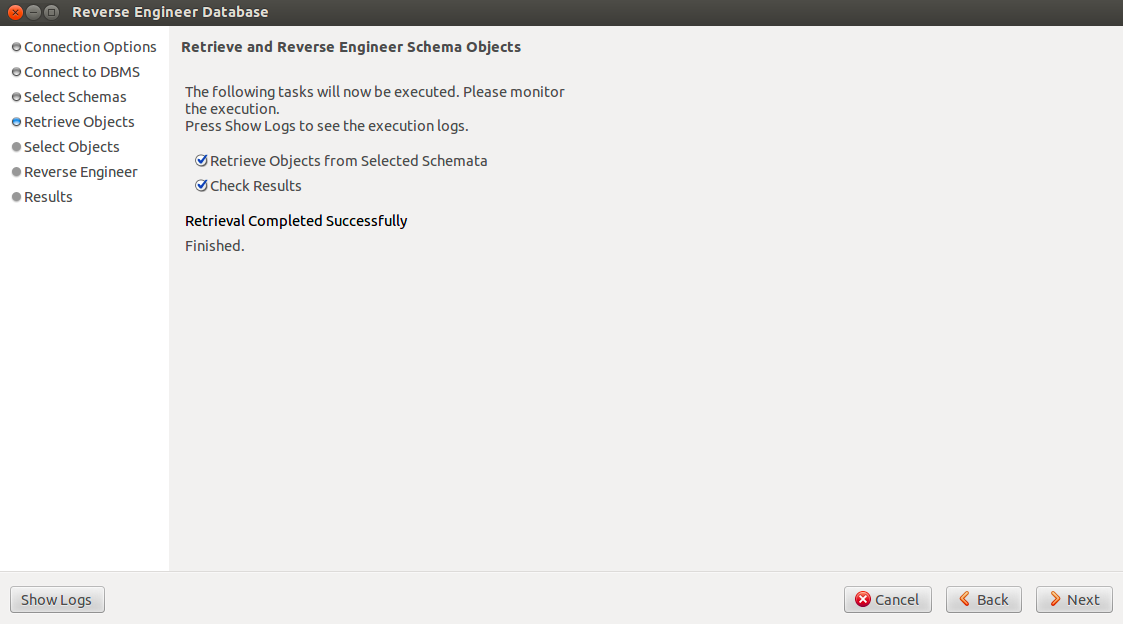 Reverse Engineer Database
Connection Options
Connect to DBMS
Select Schemas
Retrieve Objects
Select Objects
Reverse Engineer
Results
Retrieve and Reverse Engineer Schema Objects
The following tasks will now be executed. Please monitor
the execution.
Press Show Logs to see the execution logs.
Retrieve Objects from Selected Schemata
Check Results
Retrieval Completed Successfully
Finished.
Show Logs
Cancel
Back
Next